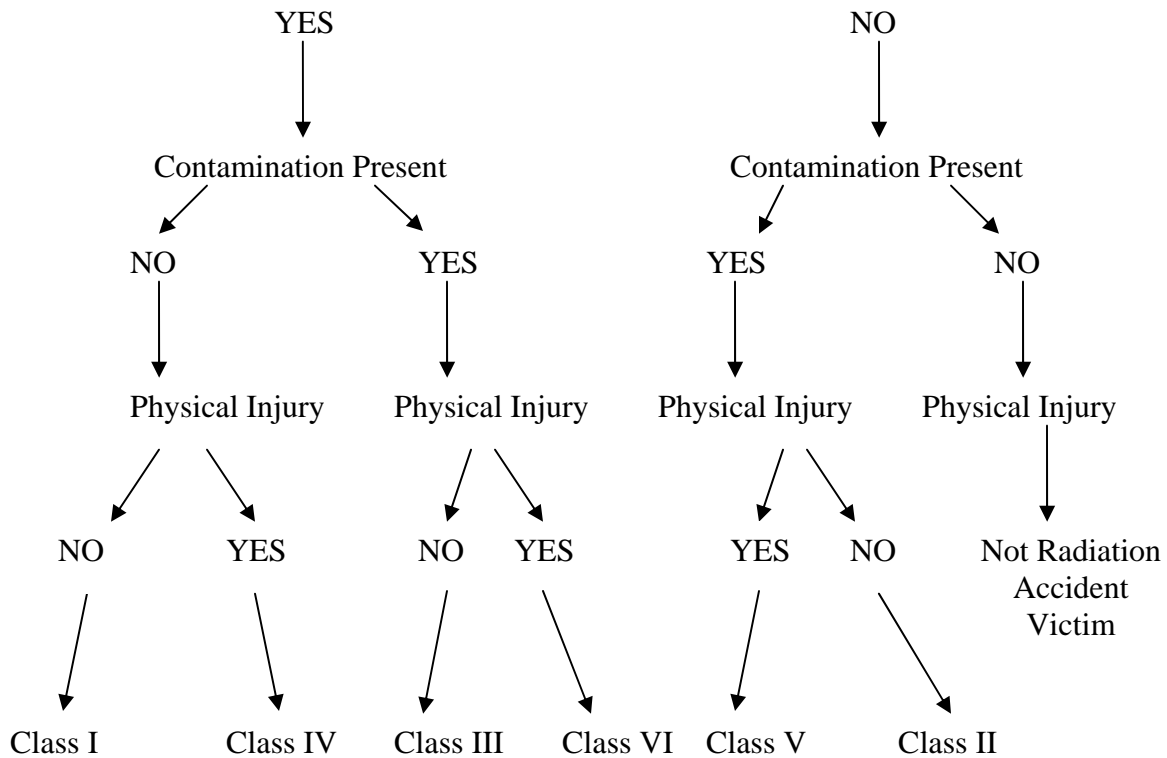 YES NO
Contamination Present Contamination Present
NO YES YES NO
Physical Injury Physical Injury Physical Injury Physical Injury
NO YES NO YES YES NO Not Radiation
Accident
Victim
Class I Class IV Class III Class VI Class V Class II